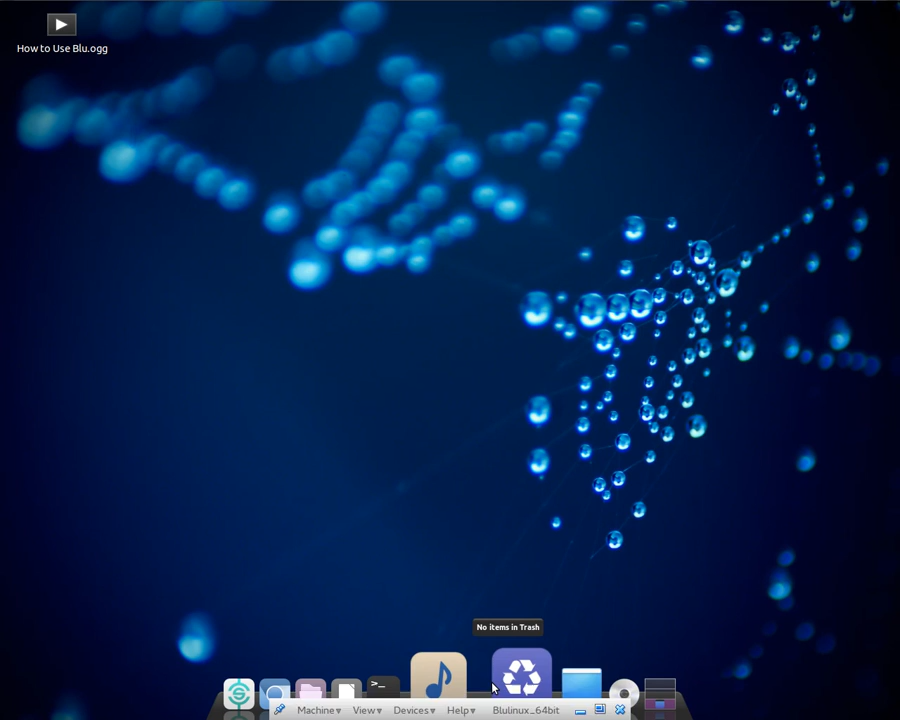 How to Use Blu.ogg
No items in Trash
>_
Machine View Devices Help Blulinux_64bit